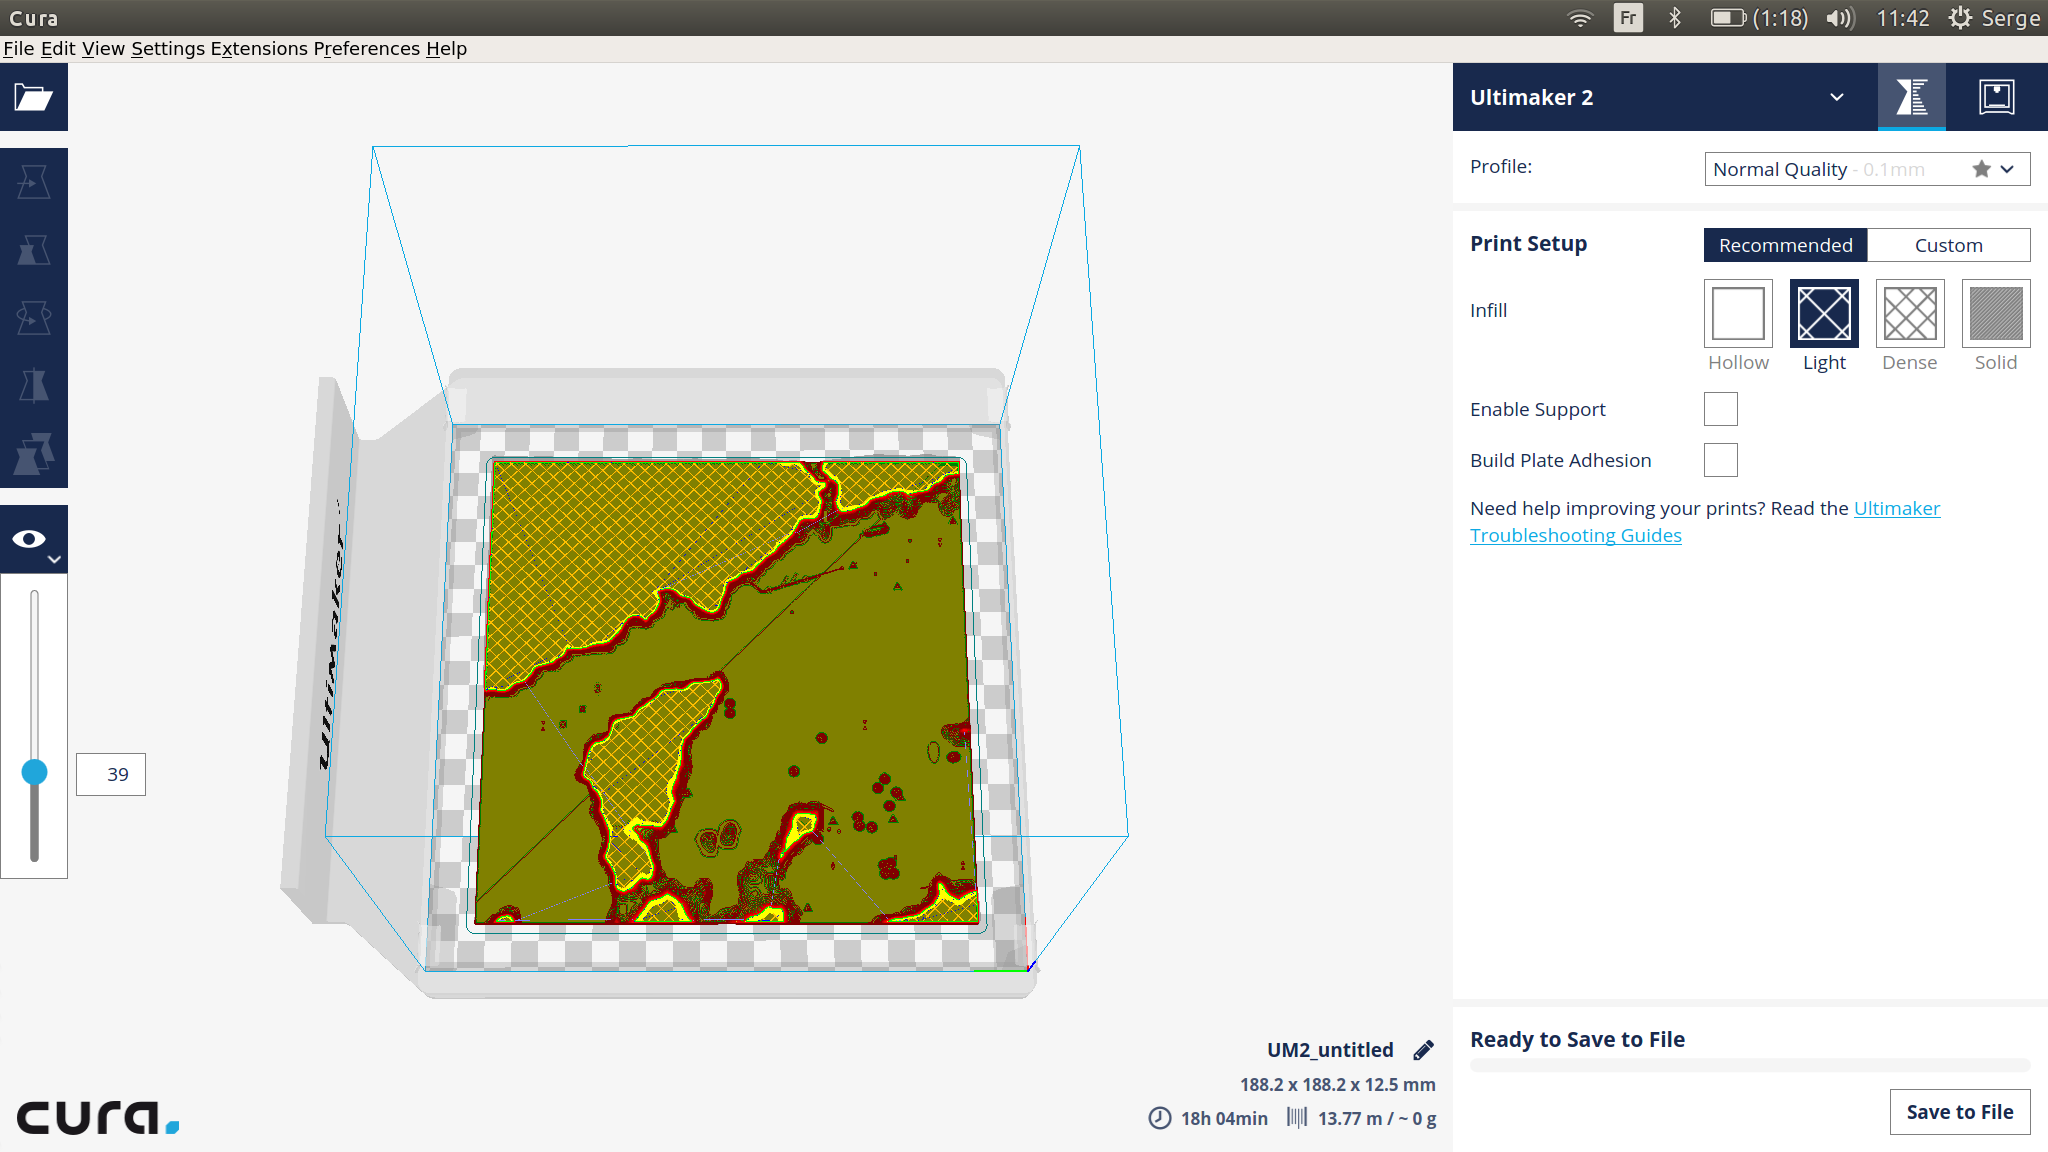 Cura
Fr
(1:18)
11:42
Serge
File Edit View Settings Extensions Preferences Help
Ultimaker 2
Profile:
Normal Quality - 0.1mm
Print Setup
Recommended
Custom
Infill
Hollow
Light
Dense
Solid
Enable Support
Build Plate Adhesion
Need help improving your prints? Read the Ultimaker
Troubleshooting Guides
Ultimaker
39
UM2_untitled
188.2 x 188.2 x 12.5 mm
18h 04min
13.77 m / ~ 0 g
Ready to Save to File
Save to File
cura.